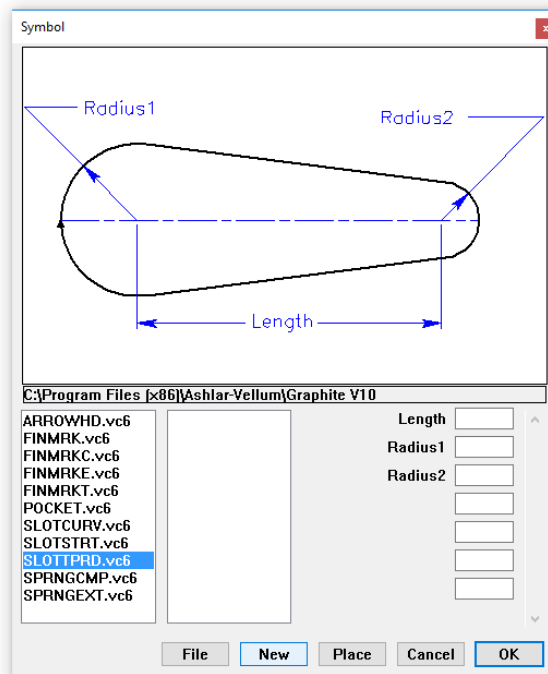 Symbol
x
Radius1
Radius2
Length
C:\Program Files (x86)\Ashlar-Vellum\Graphite V10
ARROWHD.vc6
FINMRK.vc6
FINMRKC.vc6
FINMRKE.vc6
FINMRKT.vc6
POCKET.vc6
SLOTCURV.vc6
SLOTSTRT.vc6
SLOTTPRD.vc6
SPRNGCMP.vc6
SPRNGEXT.vc6
Length
Radius1
Radius2
File New Place Cancel OK